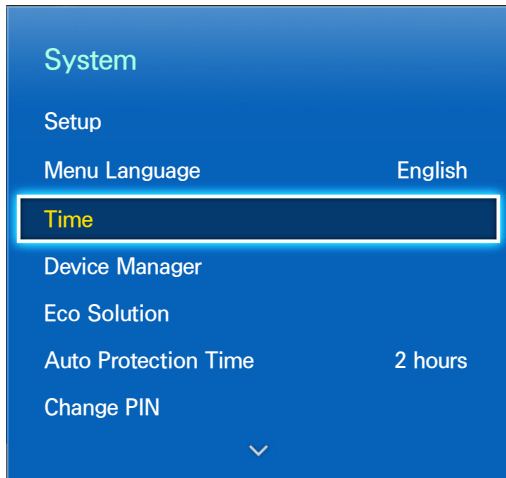 System
Setup
Menu Language English
Time
Device Manager
Eco Solution
Auto Protection Time 2 hours
Change PIN